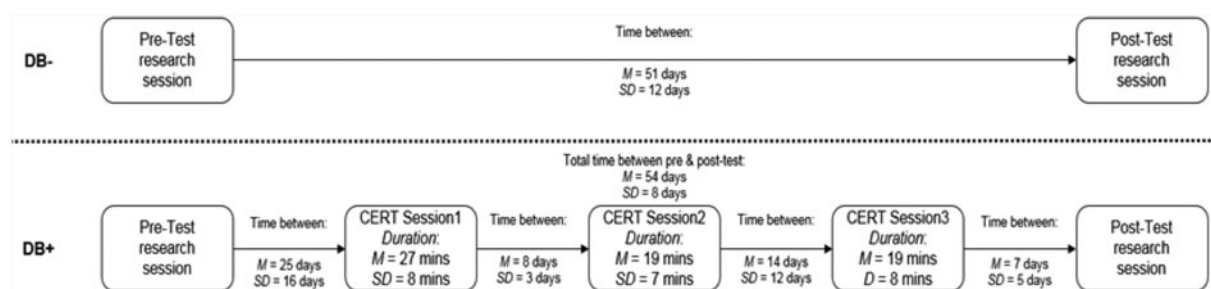 DB-
Pre-Test
research
session
Time between:
M = 51 days
SD = 12 days
Post-Test
research
session
Total time between pre & post-test:
M = 54 days
SD = 8 days
DB+
Pre-Test
research
session
Time between:
M = 25 days
SD = 16 days
CERT Session1
Duration:
M = 27 mins
SD = 8 mins
Time between:
M = 8 days
SD = 3 days
CERT Session2
Duration:
M = 19 mins
SD = 7 mins
Time between:
M = 14 days
SD = 12 days
CERT Session3
Duration:
M = 19 mins
D = 8 mins
Time between:
M = 7 days
SD = 5 days
Post-Test
research
session